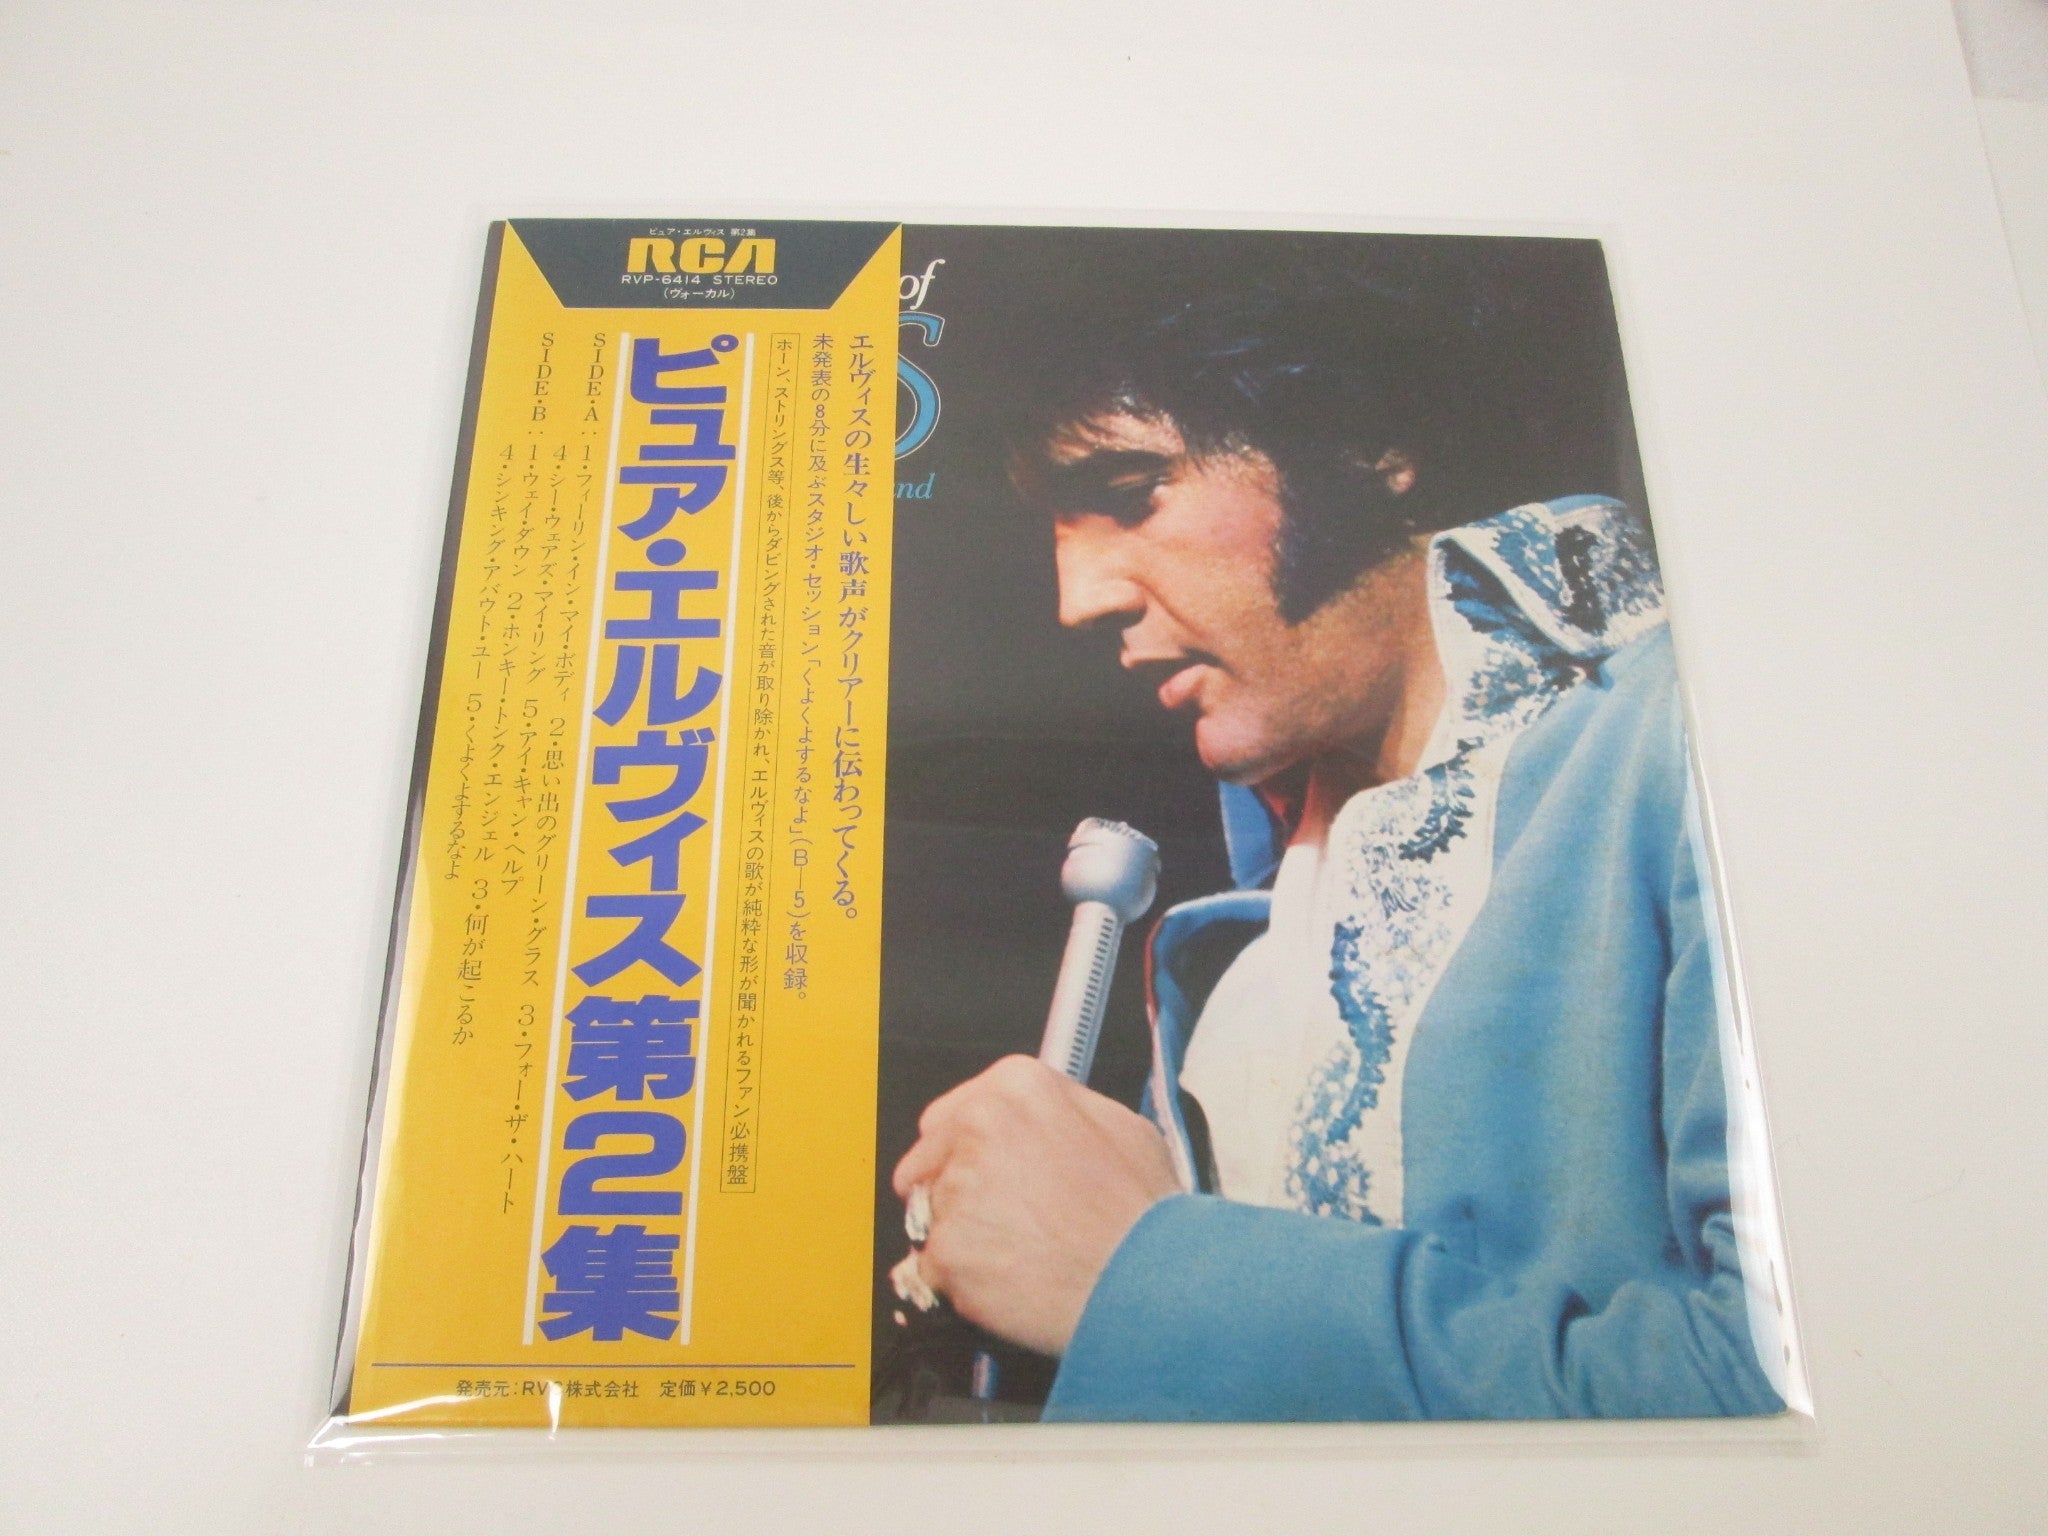 ピュア・エルヴィス 第2集
RCA
RVP-6414 STEREO
(ヴォーカル)
エルヴィスの生々しい歌声がクリアーに伝わってくる。
未発表の8分に及ぶスタジオ・セッション「くよくよするなよ」(B—5)を収録。
ホーン、ストリングス等、後からダビングされた音が取り除かれ、エルヴィスの歌が純粋な形が聞かれるファン必携盤
ピュア・エルヴィス第2集
SIDE・A: 1・フィーリン・イン・マイ・ボディ 2・思い出のグリーン・グラス 3・フォー・ザ・ハート
4・シー・ウェアズ・マイ・リング 5・アイ・キャン・ヘルプ
SIDE・B: 1・ウェイ・ダウン 2・ホンキー・トンク・エンジェル 3・何が起こるか
4・シンキング・アバウト・ユー 5・くよくよするなよ
発売元:RVC株式会社 定価¥2,500
of
S
and